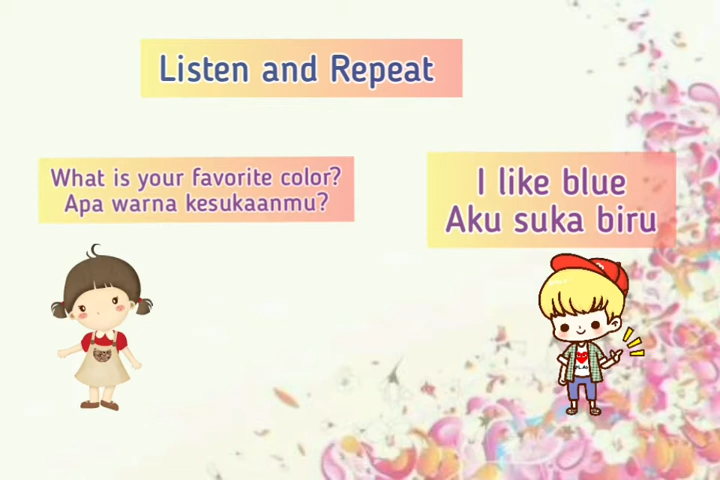 Listen and Repeat
What is your favorite color?
Apa warna kesukaanmu?
I like blue
Aku suka biru